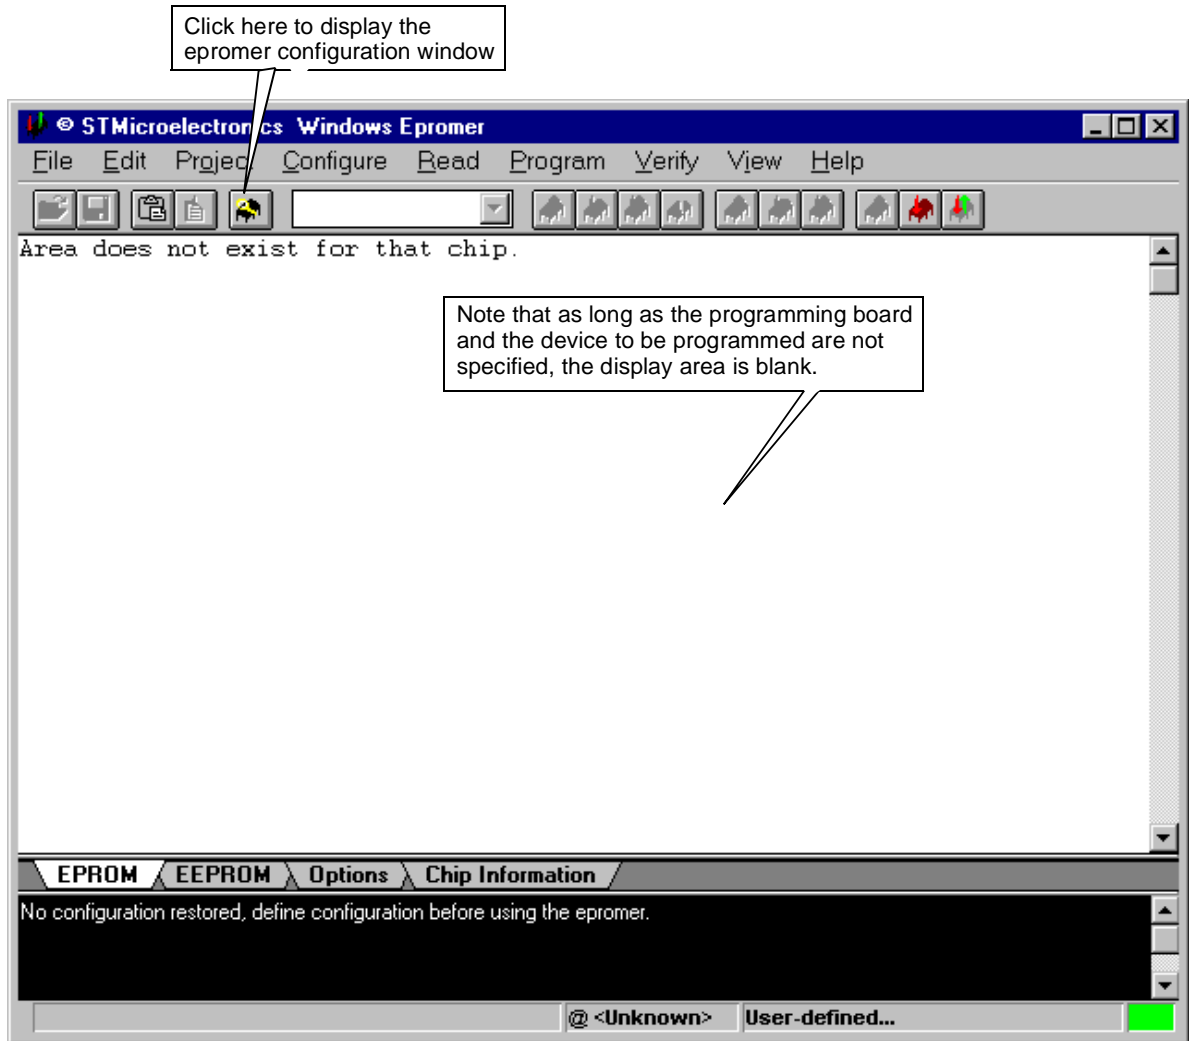 Click here to display the
epromer configuration window
© STMicroelectronics Windows Epromer
File Edit Project Configure Read Program Verify View Help
Area does not exist for that chip.
Note that as long as the programming board
and the device to be programmed are not
specified, the display area is blank.
EPROM EEPROM Options Chip Information
No configuration restored, define configuration before using the epromer.
@ <Unknown> User-defined...